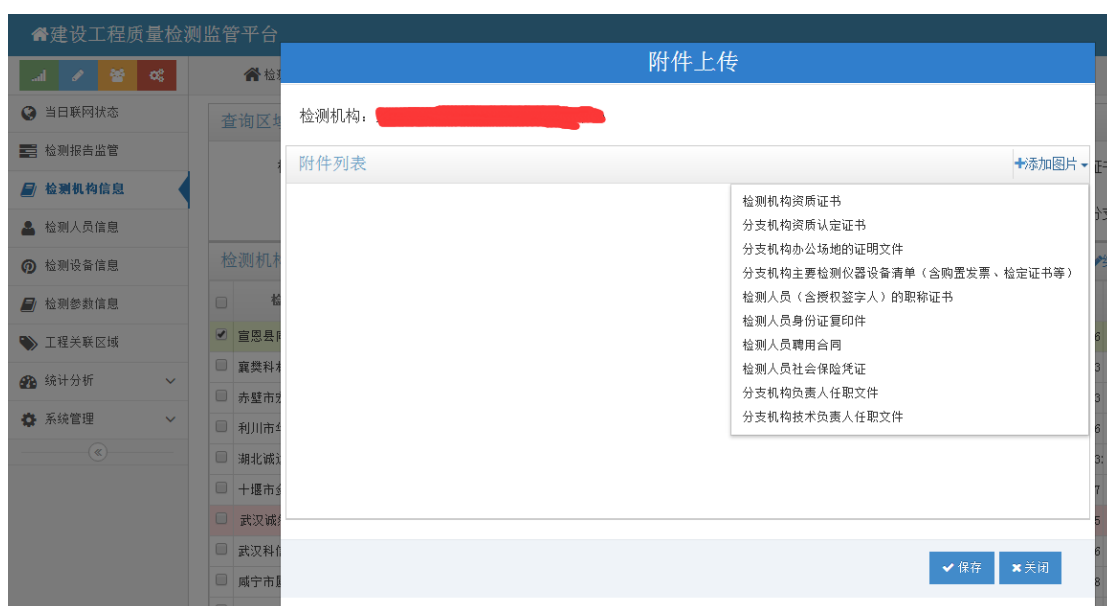 建设工程质量检测监管平台
附件上传
检测
当日联网状态
检测报告监管
检测机构信息
检测人员信息
检测设备信息
检测参数信息
工程关联区域
统计分析
系统管理
查询区
检测机构：
附件列表
添加图片
检测机构资质证书
分支机构资质认定证书
分支机构办公场地的证明文件
分支机构主要检测仪器设备清单（含购置发票、检定证书等）
检测人员（含授权签字人）的职称证书
检测人员身份证复印件
检测人员聘用合同
检测人员社会保险凭证
分支机构负责人任职文件
分支机构技术负责人任职文件
检测机
宣恩县
襄樊科
赤壁市
利川市
湖北诚
十堰市
武汉诚
武汉科
咸宁市
保存
关闭